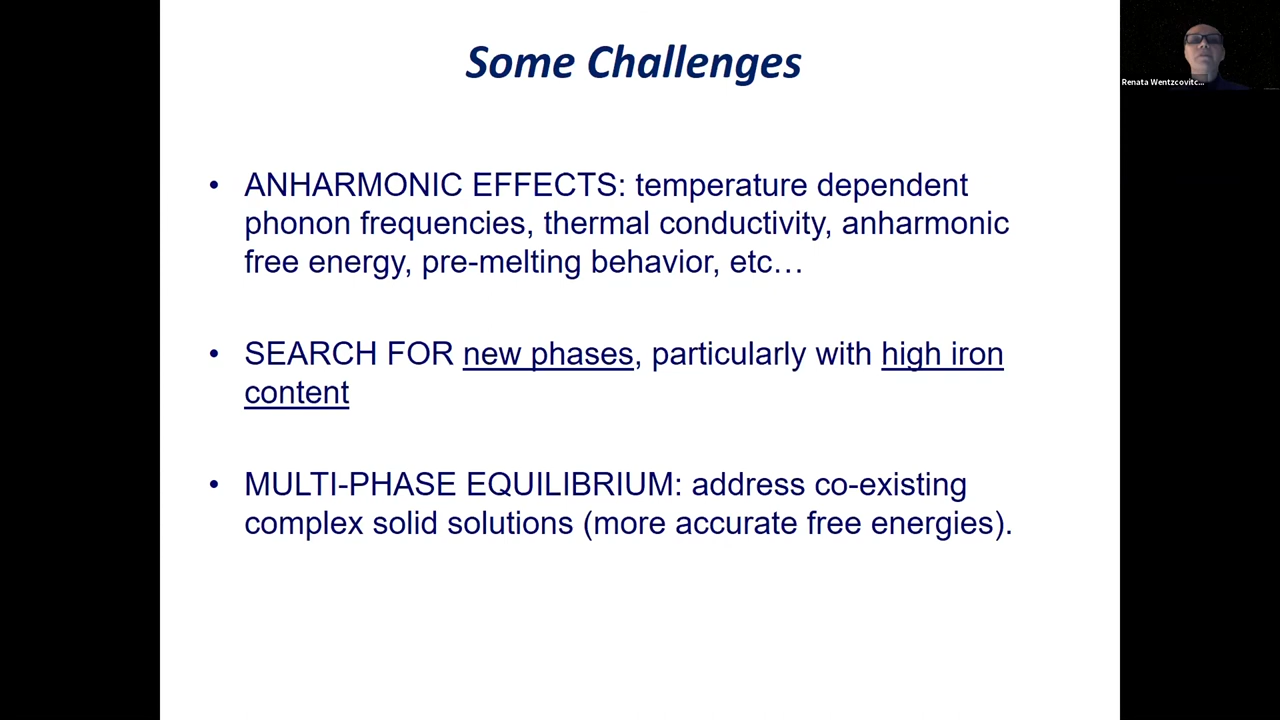 Some Challenges
Renata Wentzcovitc...
• ANHARMONIC EFFECTS: temperature dependent
phonon frequencies, thermal conductivity, anharmonic
free energy, pre-melting behavior, etc…
• SEARCH FOR new phases, particularly with high iron
content
• MULTI-PHASE EQUILIBRIUM: address co-existing
complex solid solutions (more accurate free energies).